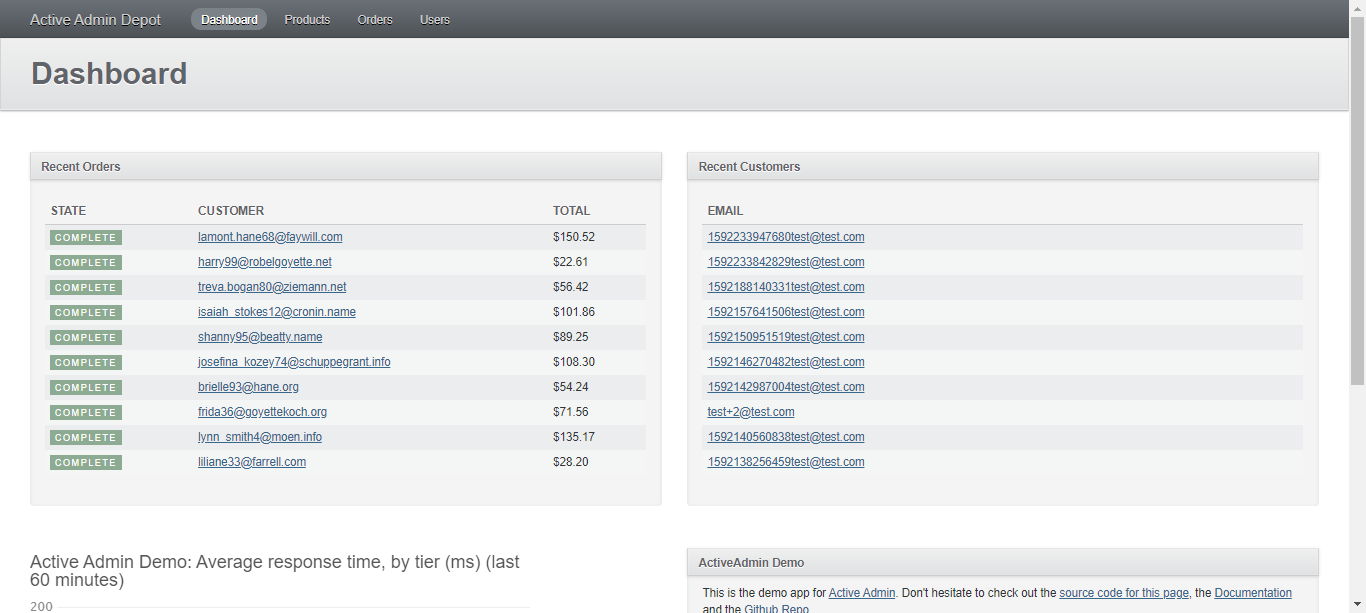 Active Admin Depot Dashboard Products Orders Users
Dashboard
Recent Orders
STATE CUSTOMER TOTAL
COMPLETE lamont.hane68@faywill.com $150.52
COMPLETE harry99@robelgoyette.net $22.61
COMPLETE treva.bogan80@ziemann.net $56.42
COMPLETE isaiah_stokes12@cronin.name $101.86
COMPLETE shanny95@beatty.name $89.25
COMPLETE josefina_kozey74@schuppegrant.info $108.30
COMPLETE brielle93@hane.org $54.24
COMPLETE frida36@goyettekoch.org $71.56
COMPLETE lynn_smith4@moen.info $135.17
COMPLETE liliane33@farrell.com $28.20
Recent Customers
EMAIL
1592233947680test@test.com
1592233842829test@test.com
1592188140331test@test.com
1592157641506test@test.com
1592150951519test@test.com
1592146270482test@test.com
1592142987004test@test.com
test+2@test.com
1592140560838test@test.com
1592138256459test@test.com
Active Admin Demo: Average response time, by tier (ms) (last
60 minutes)
200
ActiveAdmin Demo
This is the demo app for Active Admin. Don't hesitate to check out the source code for this page, the Documentation
and the Github Repo